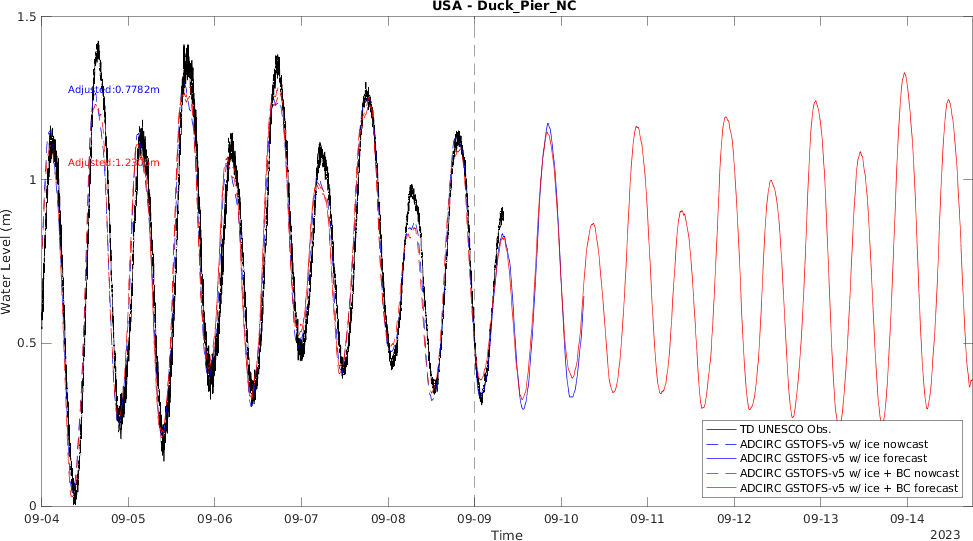 USA - Duck_Pier_NC
1.5
Adjusted:0.7782m
Adjusted:1.2
1
Water Level (m)
0.5
0
TD UNESCO Obs.
ADCIRC GSTOFS-v5 w/ ice nowcast
ADCIRC GSTOFS-v5 w/ ice forecast
ADCIRC GSTOFS-v5 w/ ice + BC nowcast
ADCIRC GSTOFS-v5 w/ ice + BC forecast
09-04 09-05 09-06 09-07 09-08 09-09 09-10 09-11 09-12 09-13 09-14
Time
2023